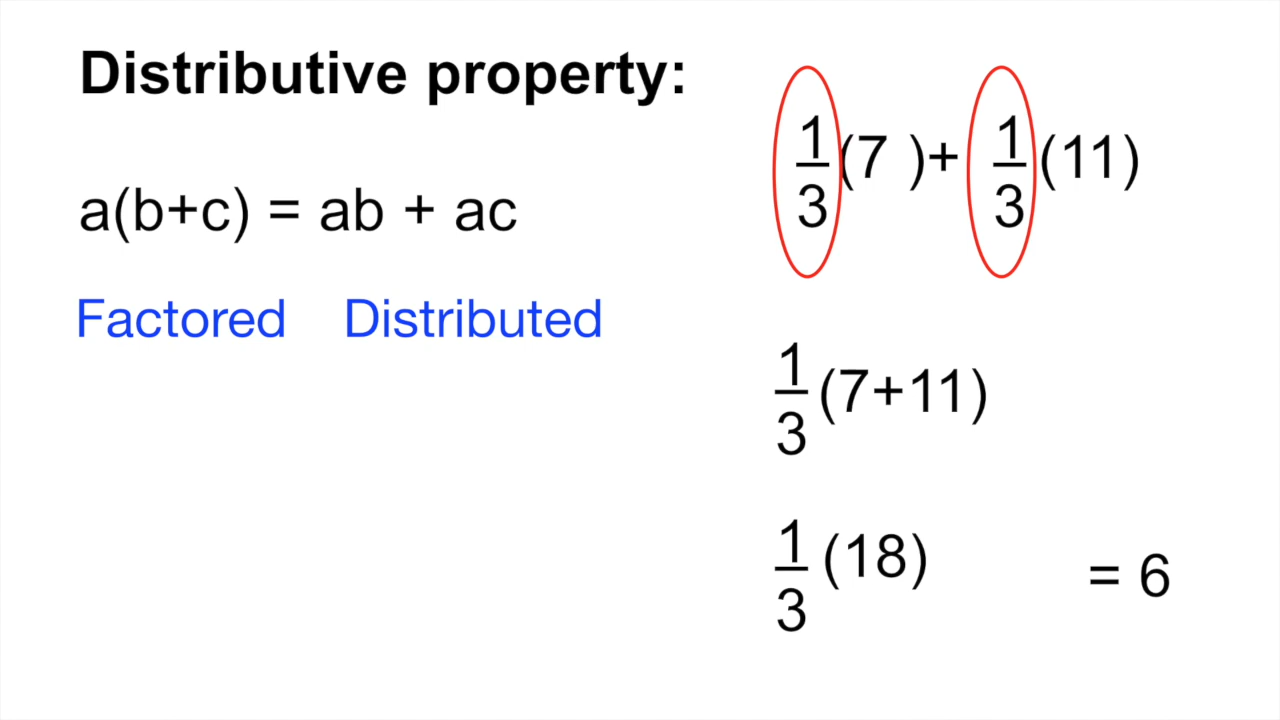 Distributive property:
a(b+c) = ab + ac
Factored Distributed
1/3(7 )+ 1/3(11)
1/3(7+11)
1/3(18) = 6